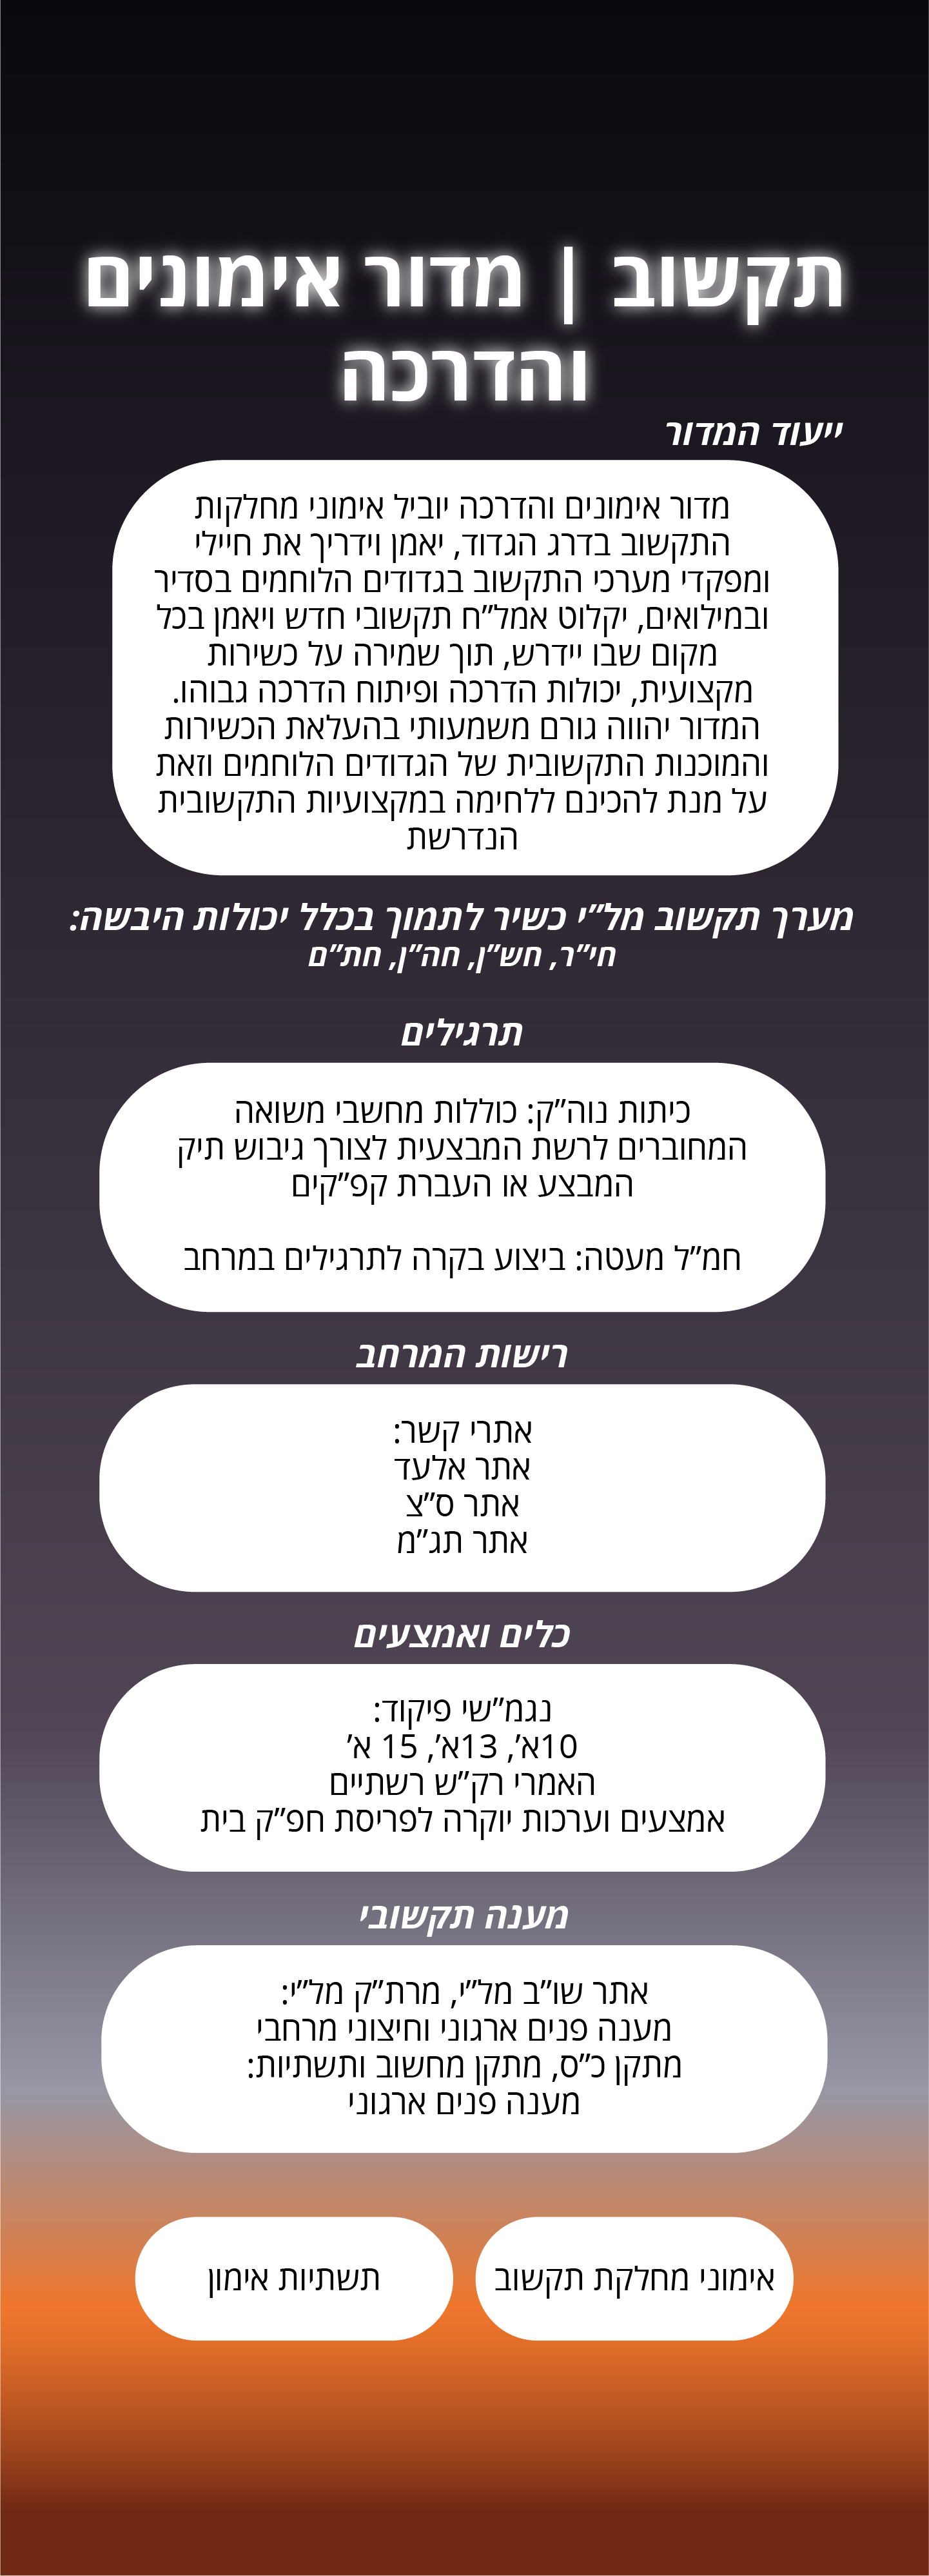 תקשוב | מדור אימונים
והדרכה
ייעוד המדור
מדור אימונים והדרכה יוביל אימוני מחלקות
התקשוב בדרג הגדוד, יאמן וידריך את חיילי
ומפקדי מערכי התקשוב בגדודים הלוחמים בסדיר
ובמילואים, יקלוט אמל”ח תקשובי חדש ויאמן בכל
מקום שבו יידרש, תוך שמירה על כשירות
מקצועית, יכולות הדרכה ופיתוח הדרכה גבוהו.
המדור יהווה גורם משמעותי בהעלאת הכשירות
והמוכנות התקשובית של הגדודים הלוחמים וזאת
על מנת להכינם ללחימה במקצועיות התקשובית
הנדרשת
מערך תקשוב מל”י כשיר לתמוך בכלל יכולות היבשה:
חי”ר, חש”ן, חה”ן, חת”ם
תרגילים
כיתות נוה”ק: כוללות מחשבי משואה
המחוברים לרשת המבצעית לצורך גיבוש תיק
המבצע או העברת קפ”קים
חמ”ל מעטה: ביצוע בקרה לתרגילים במרחב
רישות המרחב
אתרי קשר:
אתר אלעד
אתר ס”צ
אתר תג”מ
כלים ואמצעים
נגמ”שי פיקוד:
10א’, 13א’, 15 א’
האמרי רק”ש רשתיים
אמצעים וערכות יוקרה לפריסת חפ”ק בית
מענה תקשובי
אתר שו”ב מל”י, מרת”ק מל”י:
מענה פנים ארגוני וחיצוני מרחבי
מתקן כ”ס, מתקן מחשוב ותשתיות:
מענה פנים ארגוני
אימוני מחלקת תקשוב
תשתיות אימון